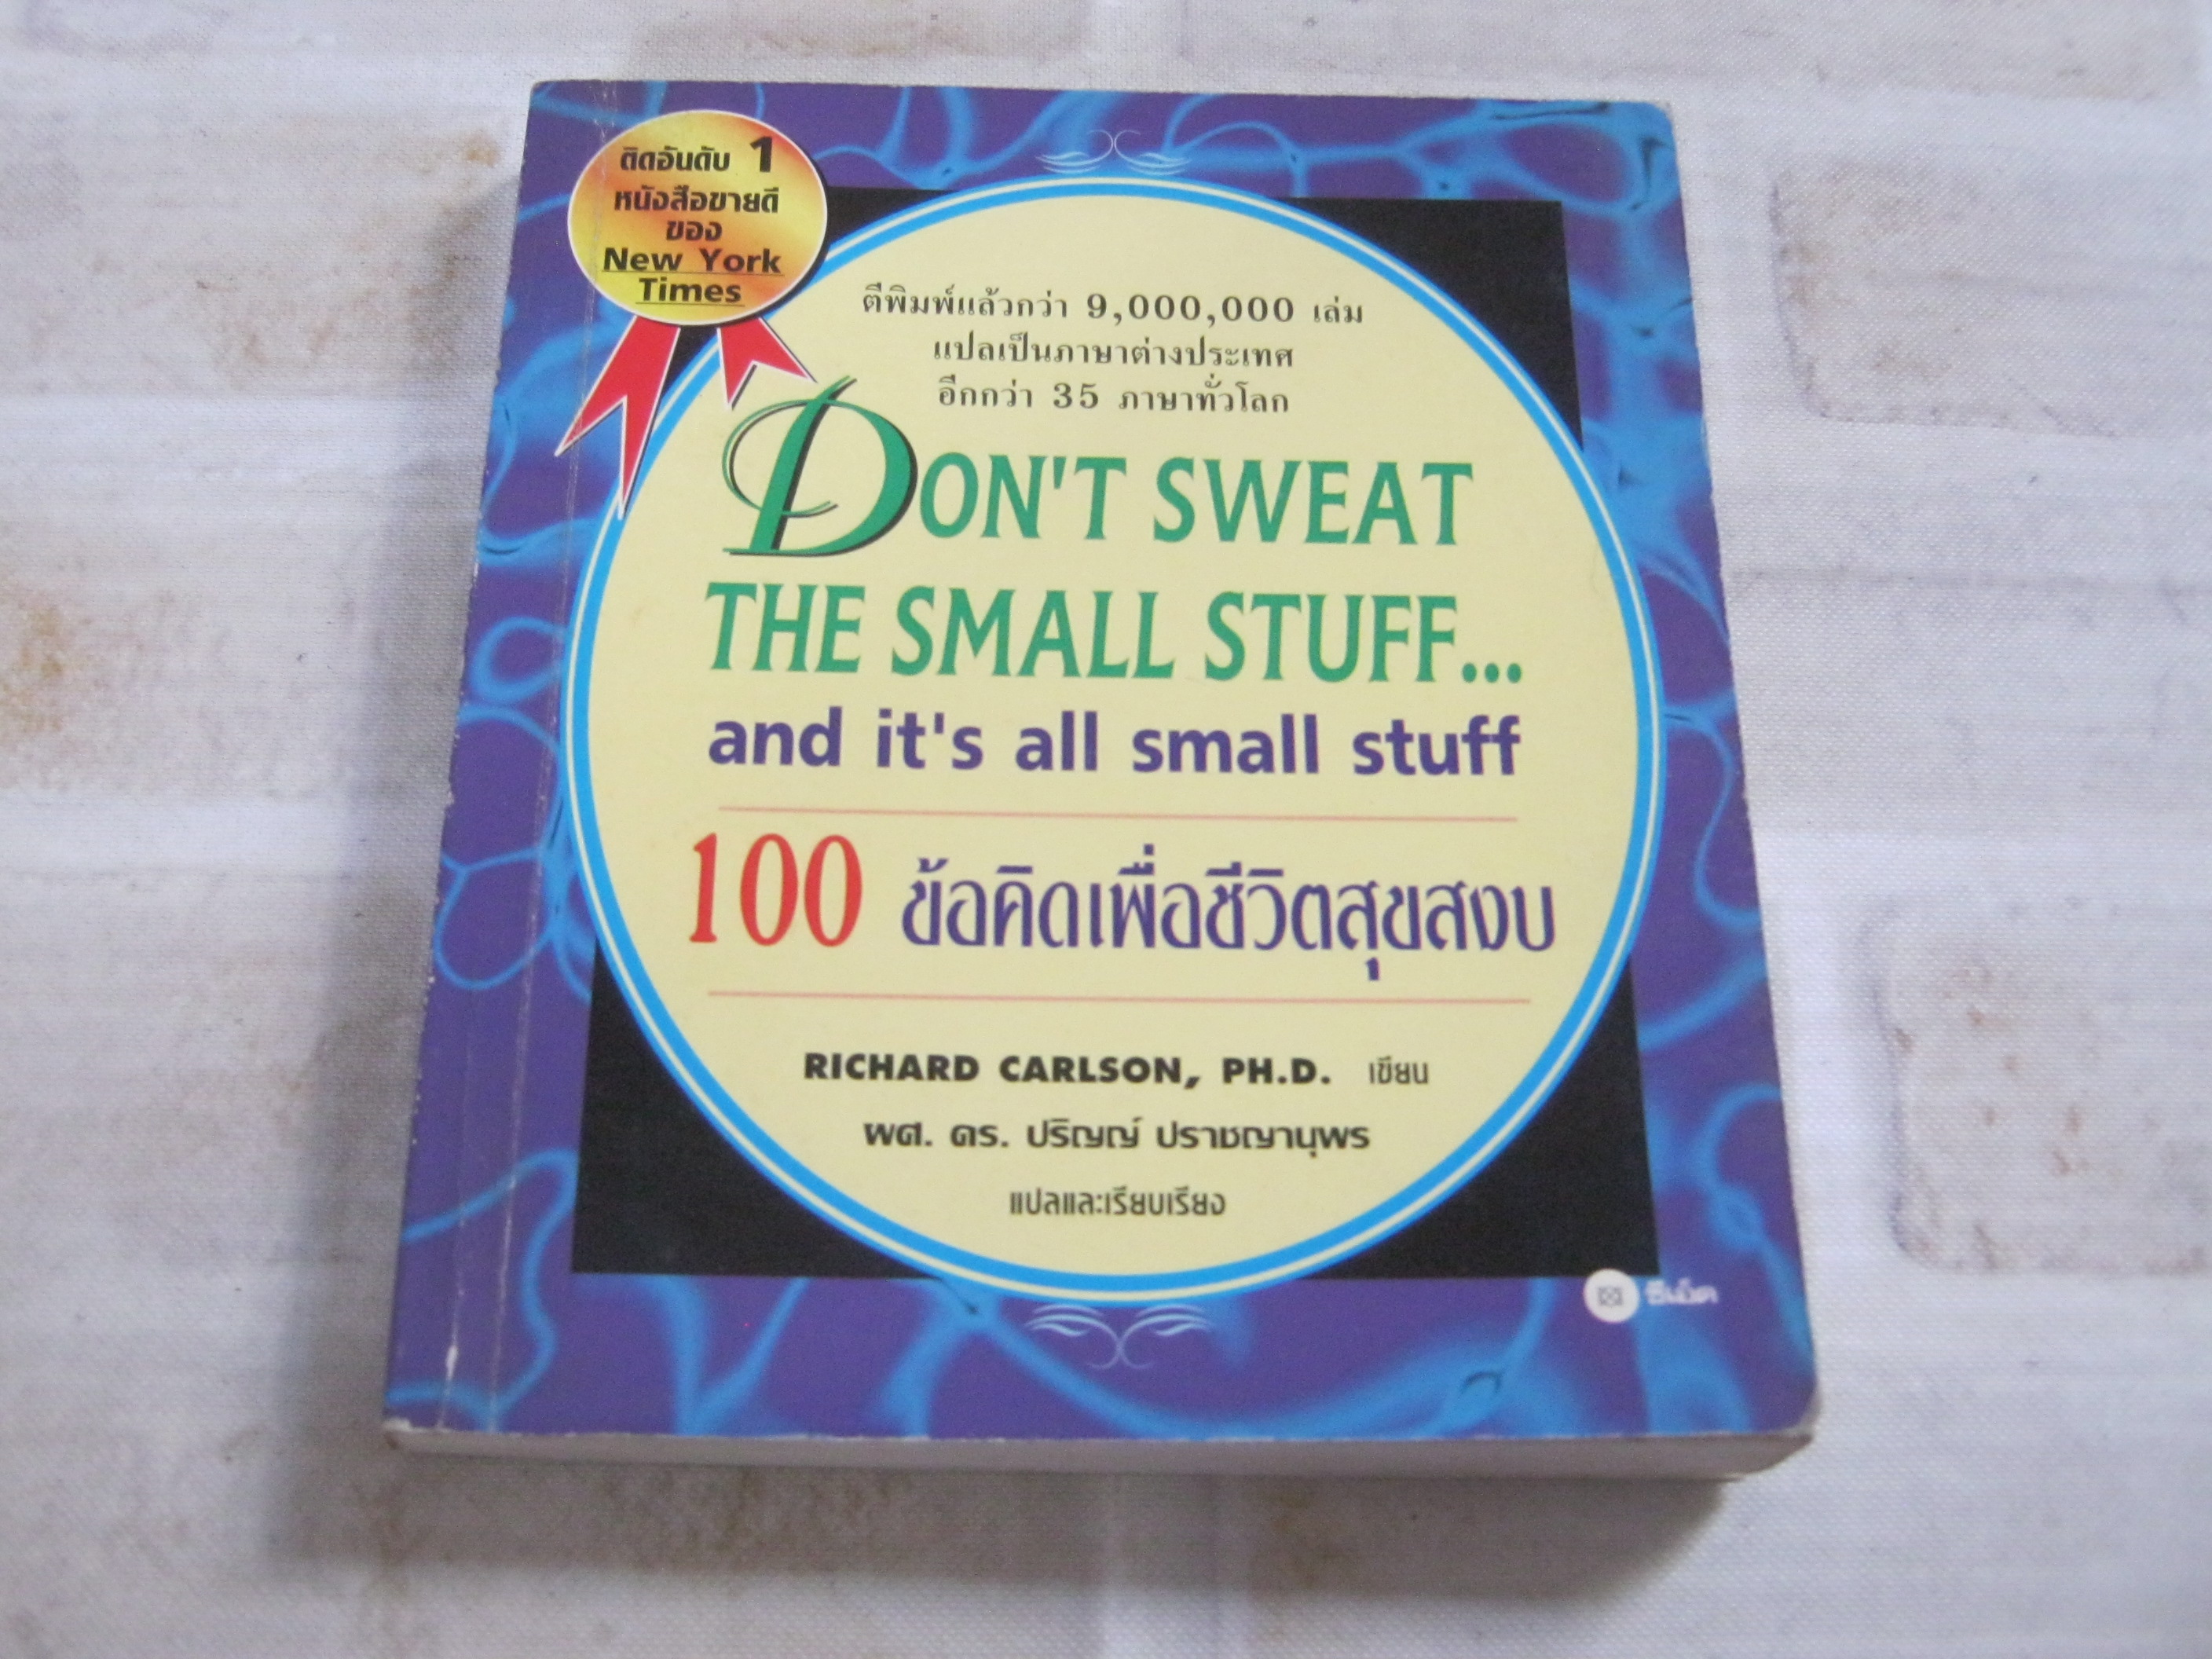 ติดอันดับ 1
หนังสือขายดี
ของ
New York
Times
ตีพิมพ์แล้วกว่า 9,000,000 เล่ม
แปลเป็นภาษาต่างประเทศ
อีกกว่า 35 ภาษาทั่วโลก
DON'T SWEAT
THE SMALL STUFF...
and it's all small stuff
100 ข้อคิดเพื่อชีวิตสุขสงบ
RICHARD CARLSON, PH.D. เขียน
ผศ. ดร. ปริญญ์ ปราชญานุพร
แปลและเรียบเรียง
ซีเอ็ด